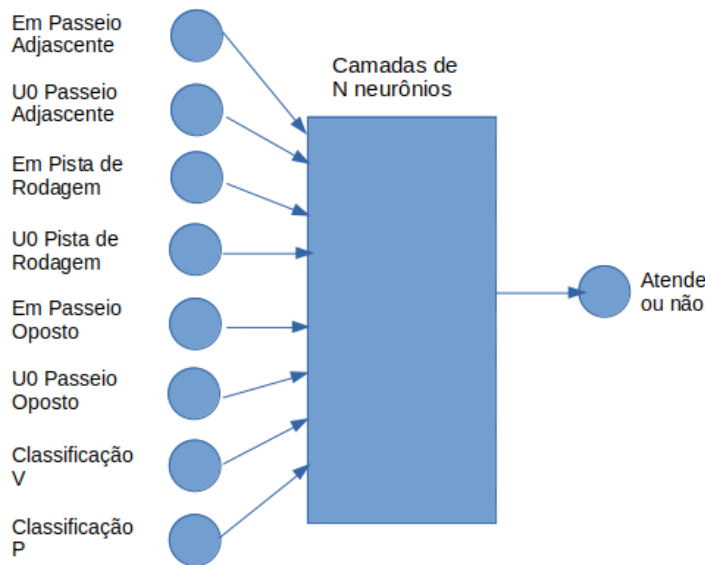 Em Passeio
Adjascente
Camadas de
N neurônios
U0 Passeio
Adjascente
Em Pista de
Rodagem
U0 Pista de
Rodagem
Em Passeio
Oposto
U0 Passeio
Oposto
Classificação
V
Classificação
P
Atende
ou não